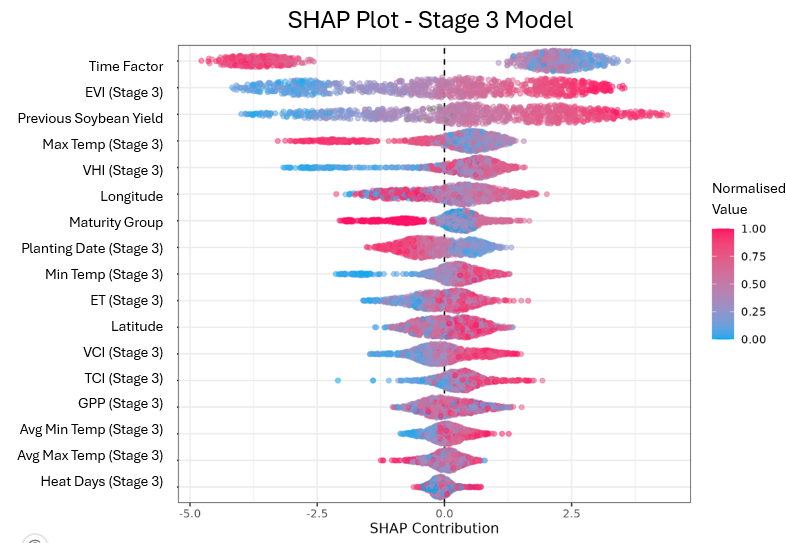 SHAP Plot - Stage 3 Model
Time Factor
EVI (Stage 3)
Previous Soybean Yield
Max Temp (Stage 3)
VHI (Stage 3)
Longitude
Maturity Group
Planting Date (Stage 3)
Min Temp (Stage 3)
ET (Stage 3)
Latitude
VCI (Stage 3)
TCI (Stage 3)
GPP (Stage 3)
Avg Min Temp (Stage 3)
Avg Max Temp (Stage 3)
Heat Days (Stage 3)
-5.0 -2.5 0.0 2.5
SHAP Contribution
Normalised
Value
1.00
0.75
0.50
0.25
0.00